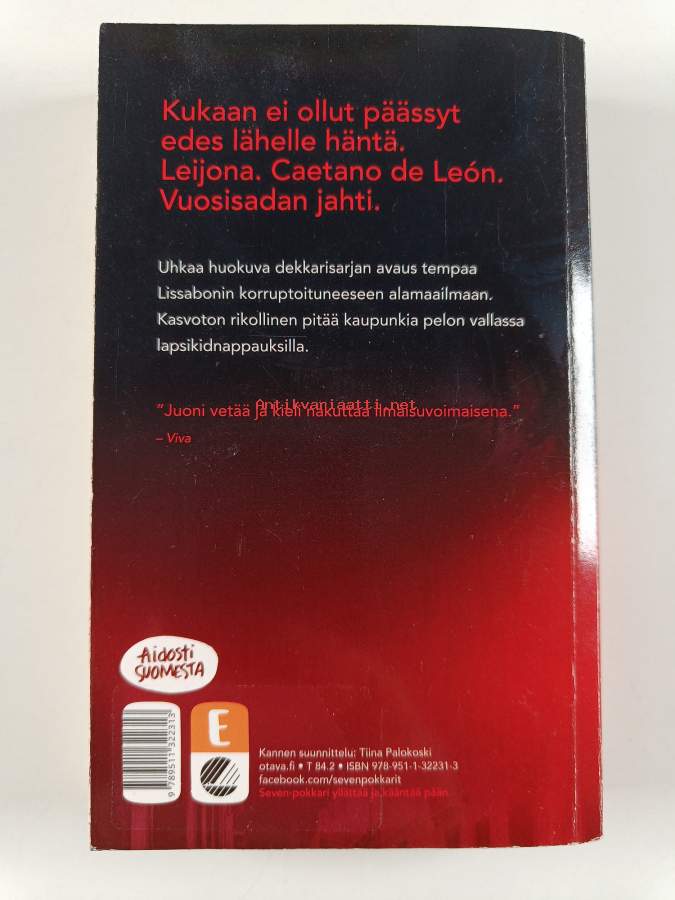 Kukaan ei ollut päässyt
edes lähelle häntä.
Leijona. Caetano de León.
Vuosisadan jahti.
Uhkaa huokuva dekkarisarjan avaus tempaa
Lissabonin korruptoituneeseen alamaailmaan.
Kasvoton rikollinen pitää kaupunkia pelon vallassa
lapsikidnappauksilla.
Antikvariaatti.net
”Juoni vetää ja kieli nakuttaa ilmaisuvoimaisena.”
– Viva
Aidosti
SUOMESTA
9 789511 322313
E
Kannen suunnittelu: Tiina Palokoski
otava.fi • T 84.2 • ISBN 978-951-1-32231-3
facebook.com/sevenpokkarit
Seven-pokkari yllättää ja kääntää pään.